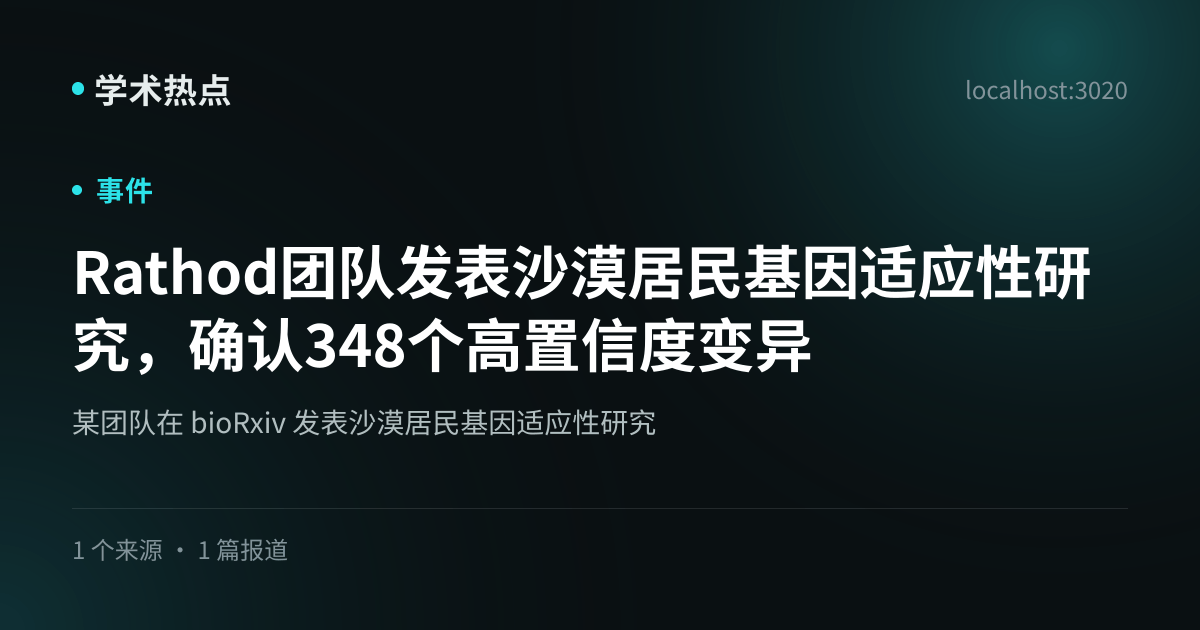 学术热点
localhost:3020
事件
Rathod团队发表沙漠居民基因适应性研
究，确认348个高置信度变异
某团队在 bioRxiv 发表沙漠居民基因适应性研究
1 个来源 · 1 篇报道